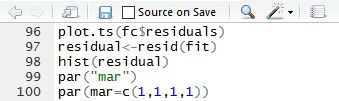 Source on Save
96 plot.ts(fc$residuals)
97 residual<-resid(fit)
98 hist(residual)
99 par("mar")
100 par(mar=c(1,1,1,1))